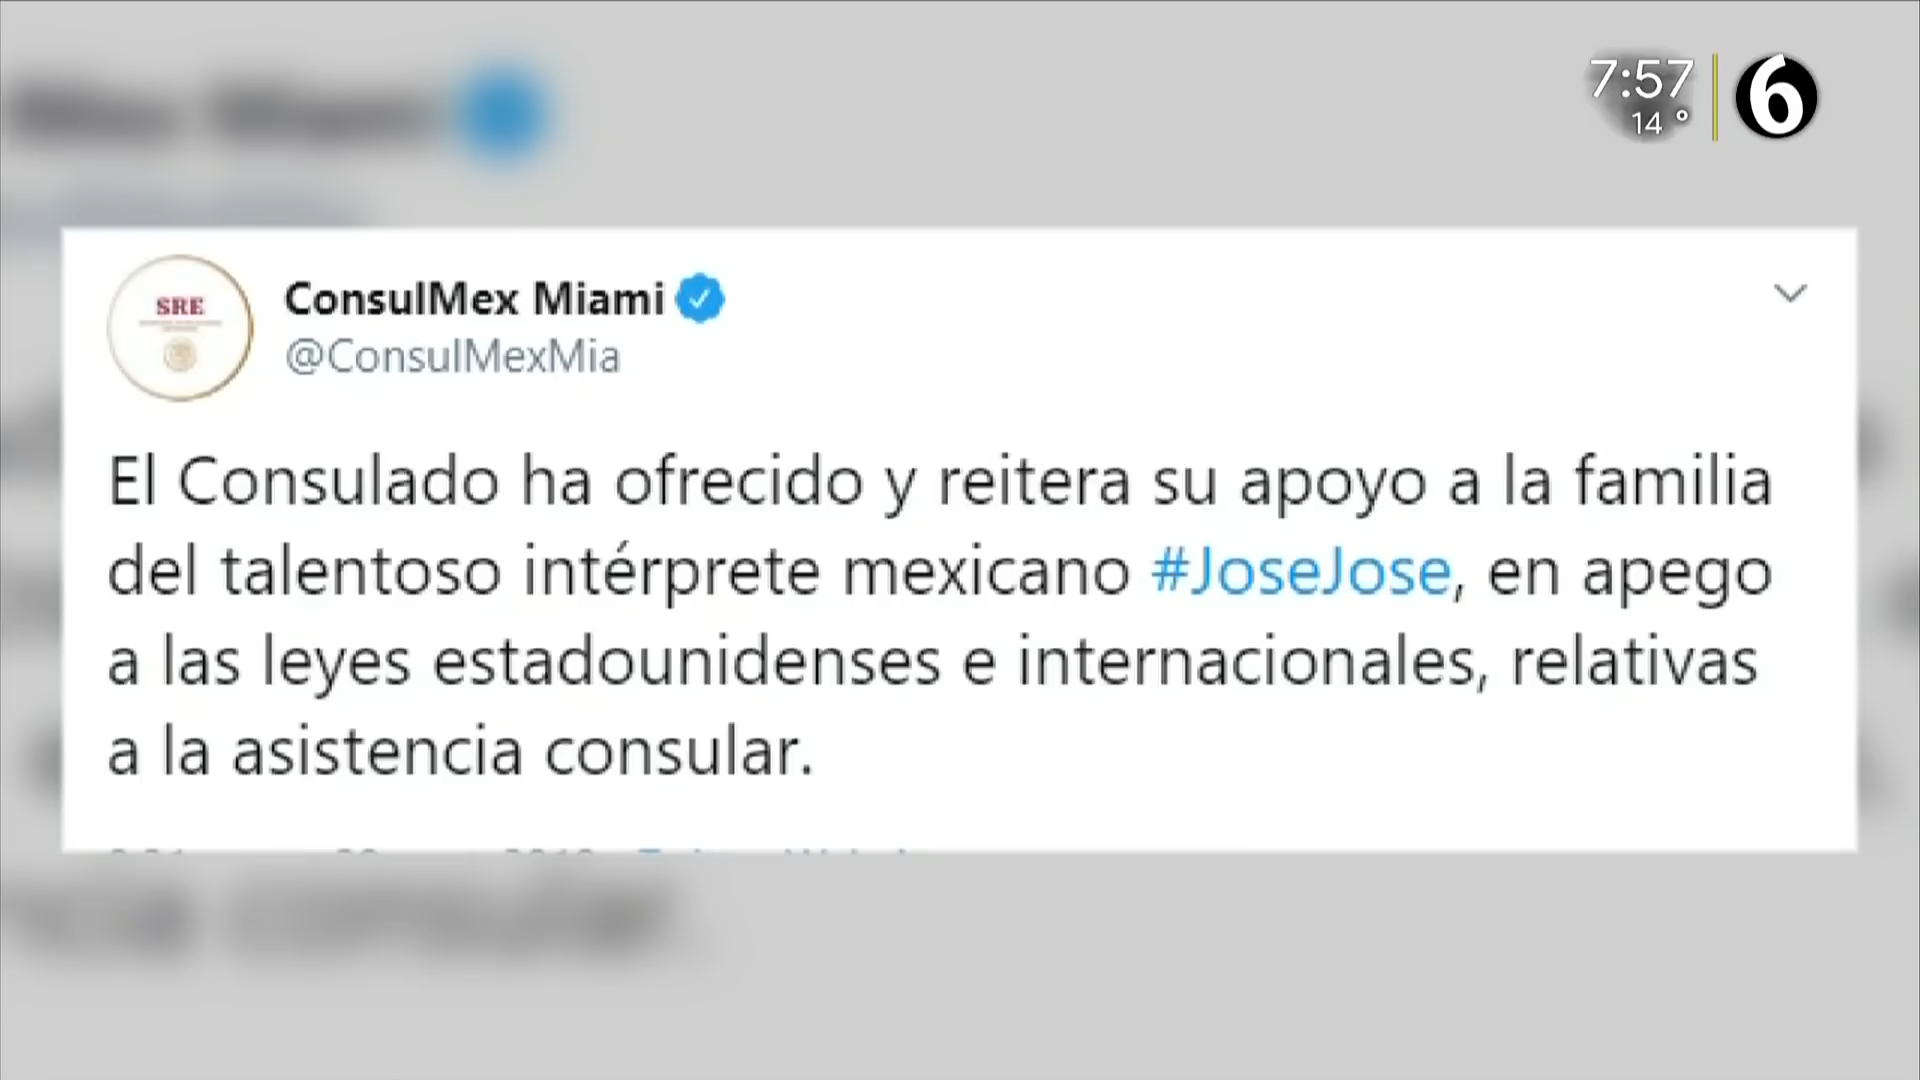 7:57
14 °
6
SRE
ConsulMex Miami
@ConsulMexMia
El Consulado ha ofrecido y reitera su apoyo a la familia
del talentoso intérprete mexicano #JoseJose, en apego
a las leyes estadounidenses e internacionales, relativas
a la asistencia consular.